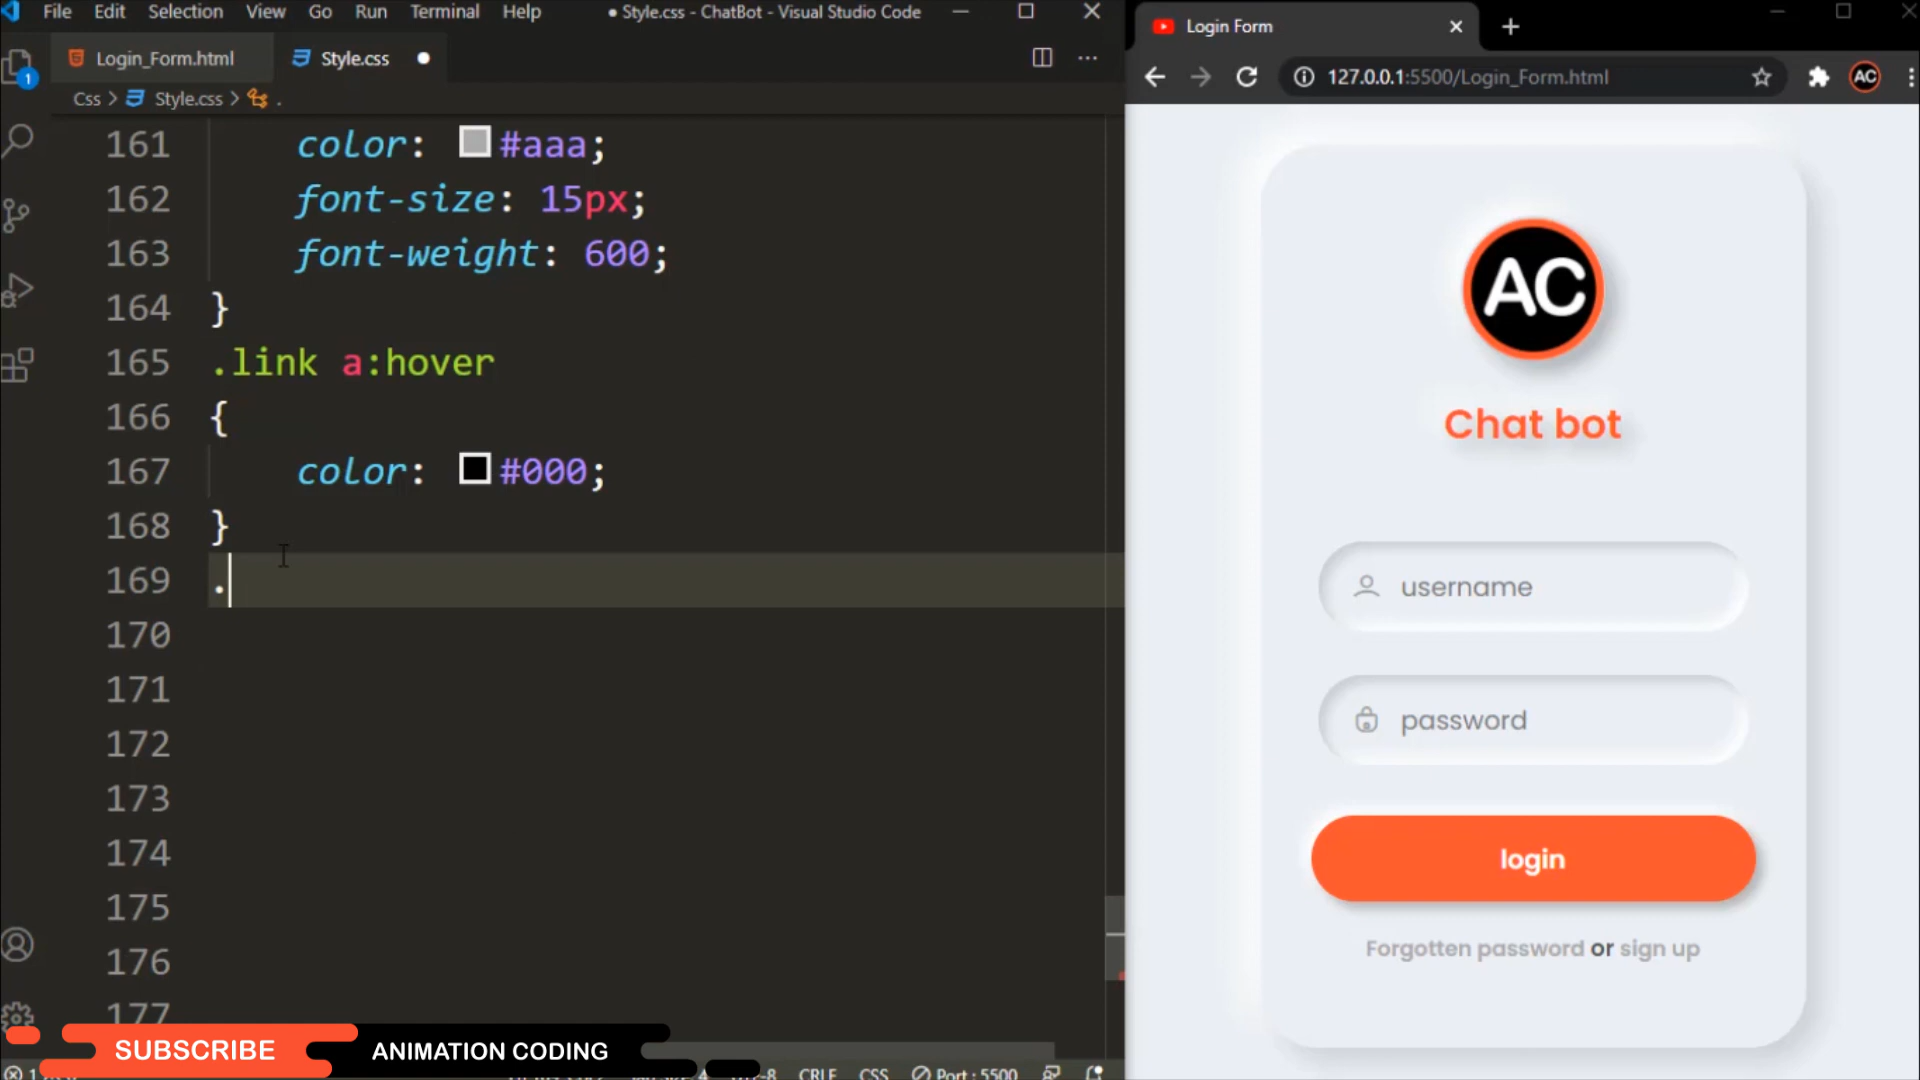 File Edit Selection View Go Run Terminal Help
● Style.css - ChatBot - Visual Studio Code
Login_Form.html
Style.css
Css > Style.css > .
1
161 color: #aaa;
162 font-size: 15px;
163 font-weight: 600;
164 }
165 .link a:hover
166 {
167 color: #000;
168 }
169 .
170
171
172
173
174
175
176
177
SUBSCRIBE
ANIMATION CODING
CRLF CSS Port : 5500
Login Form
127.0.0.1:5500/Login_Form.html
AC
AC
Chat bot
username
password
login
Forgotten password or sign up